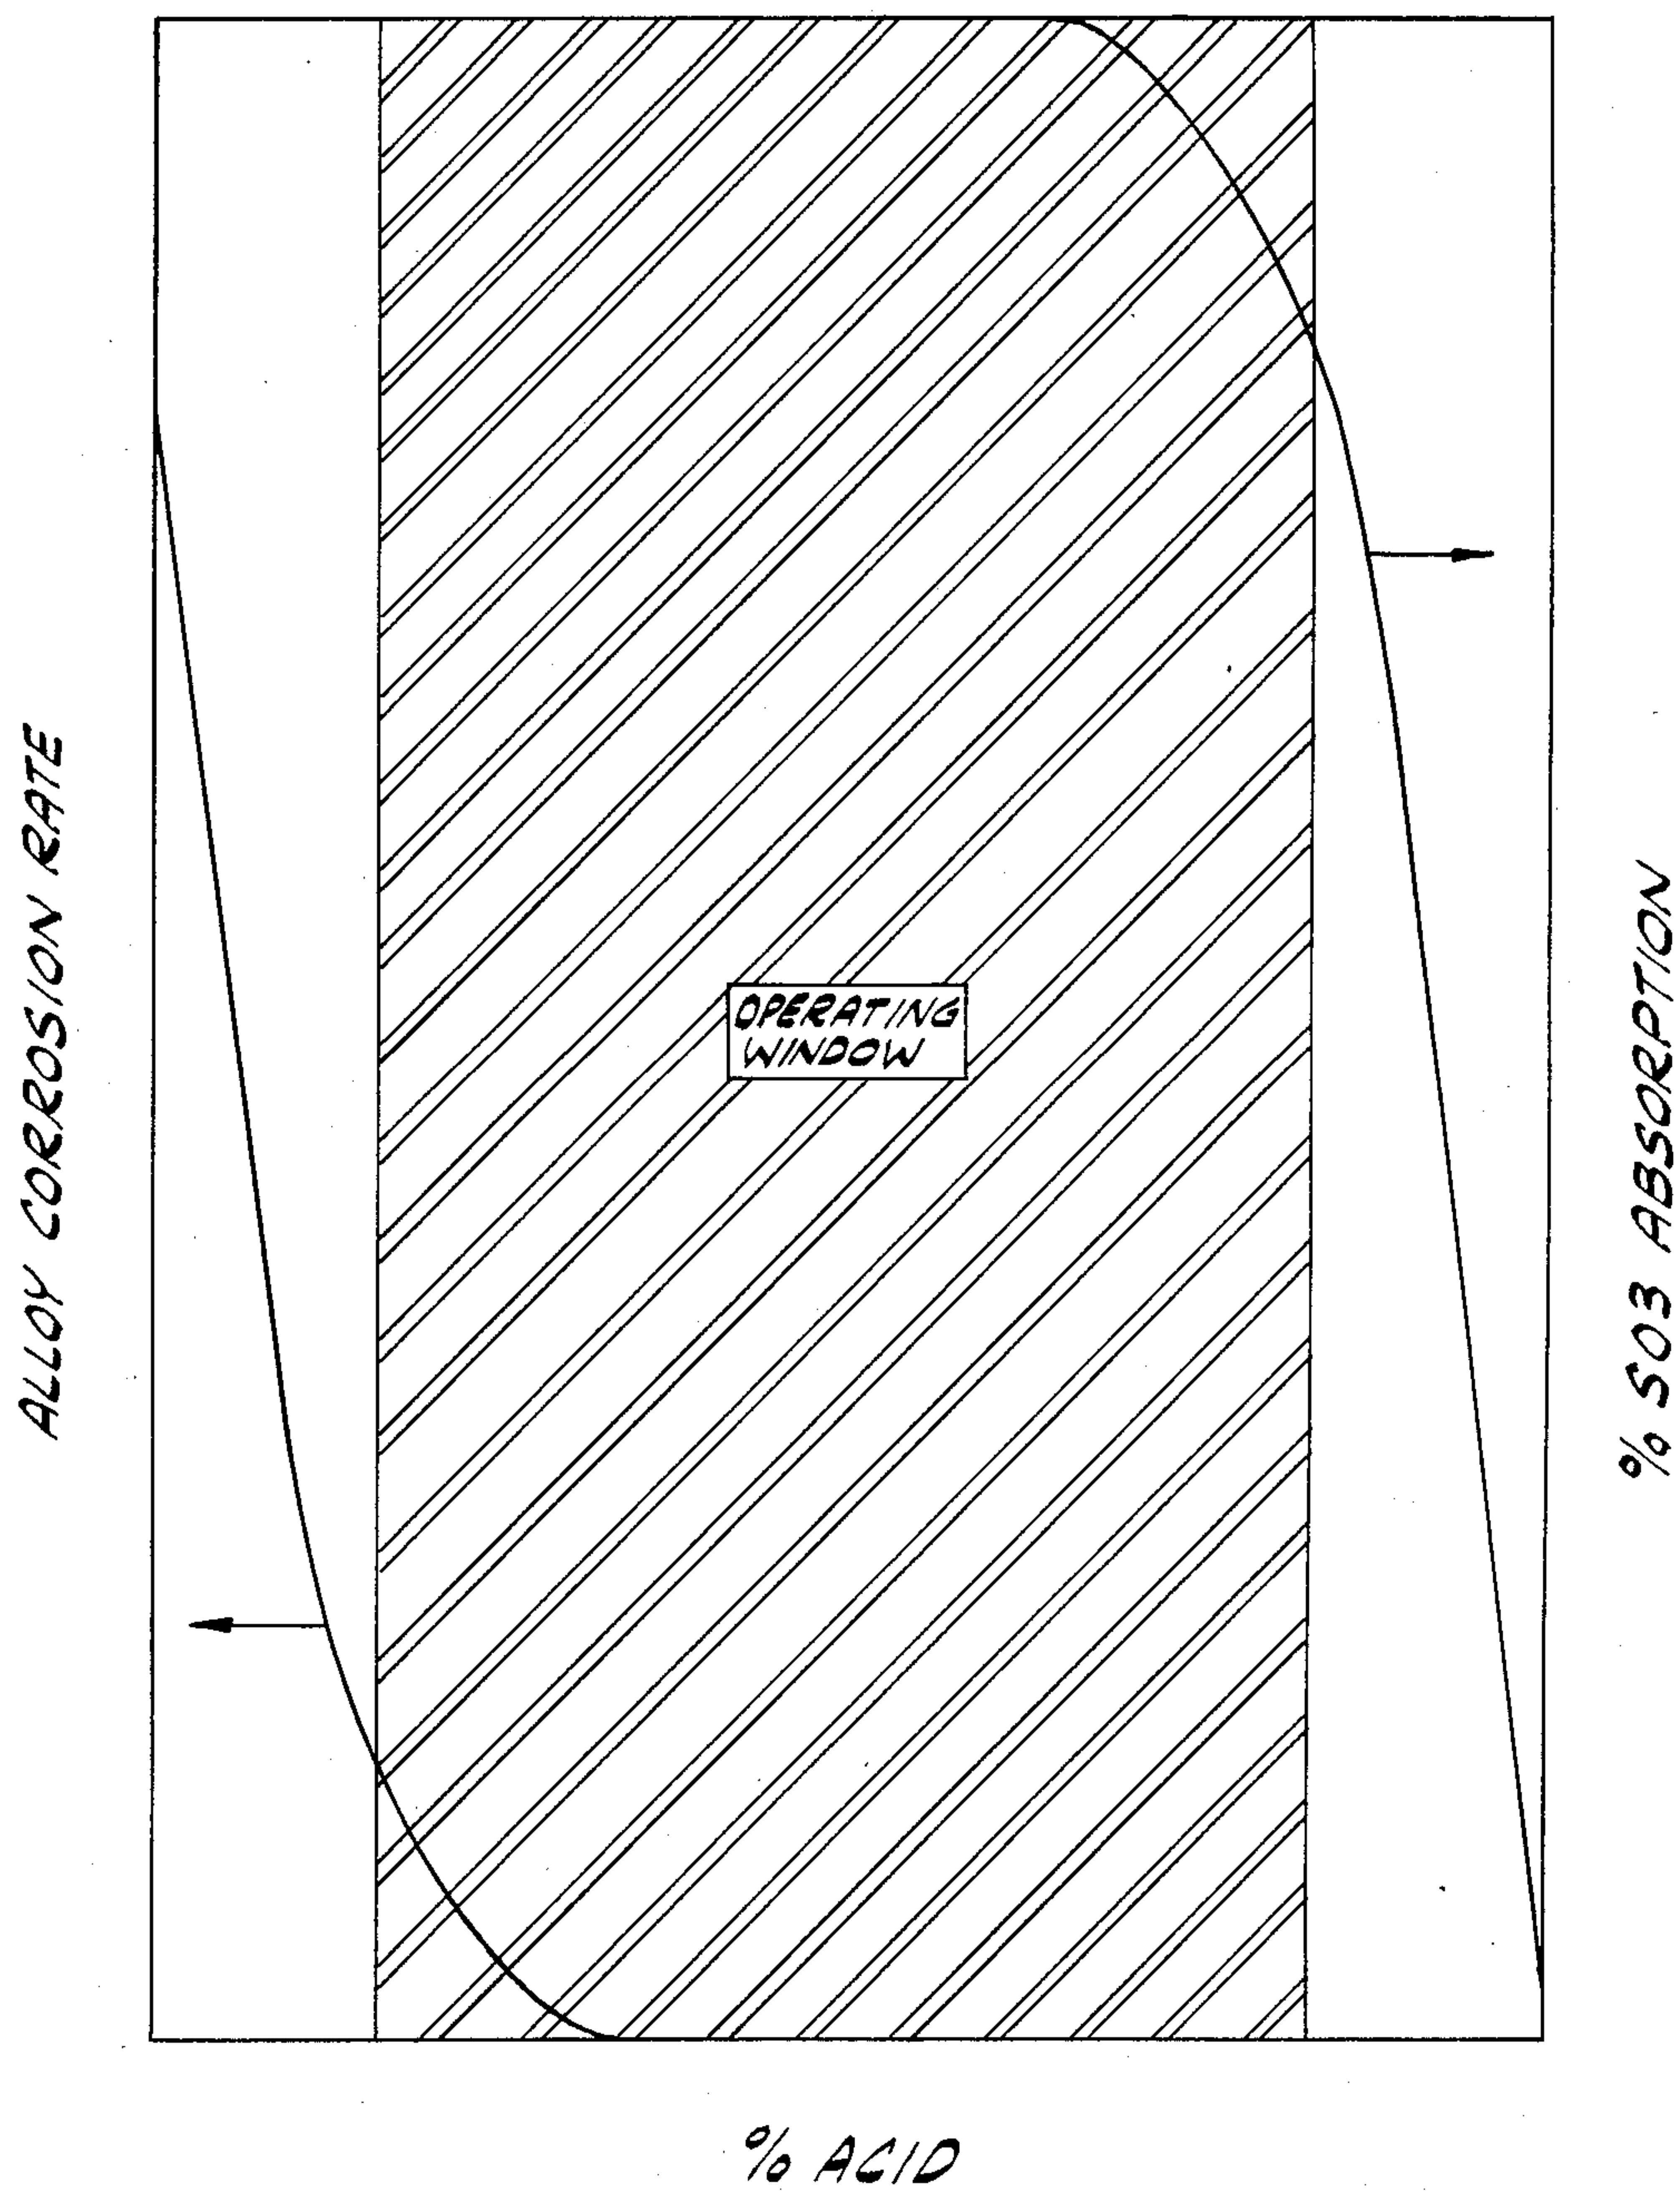 ALLOY CORROSION RATE
OPERATING
WINDOW
% SO3 ABSORPTION
% ACID